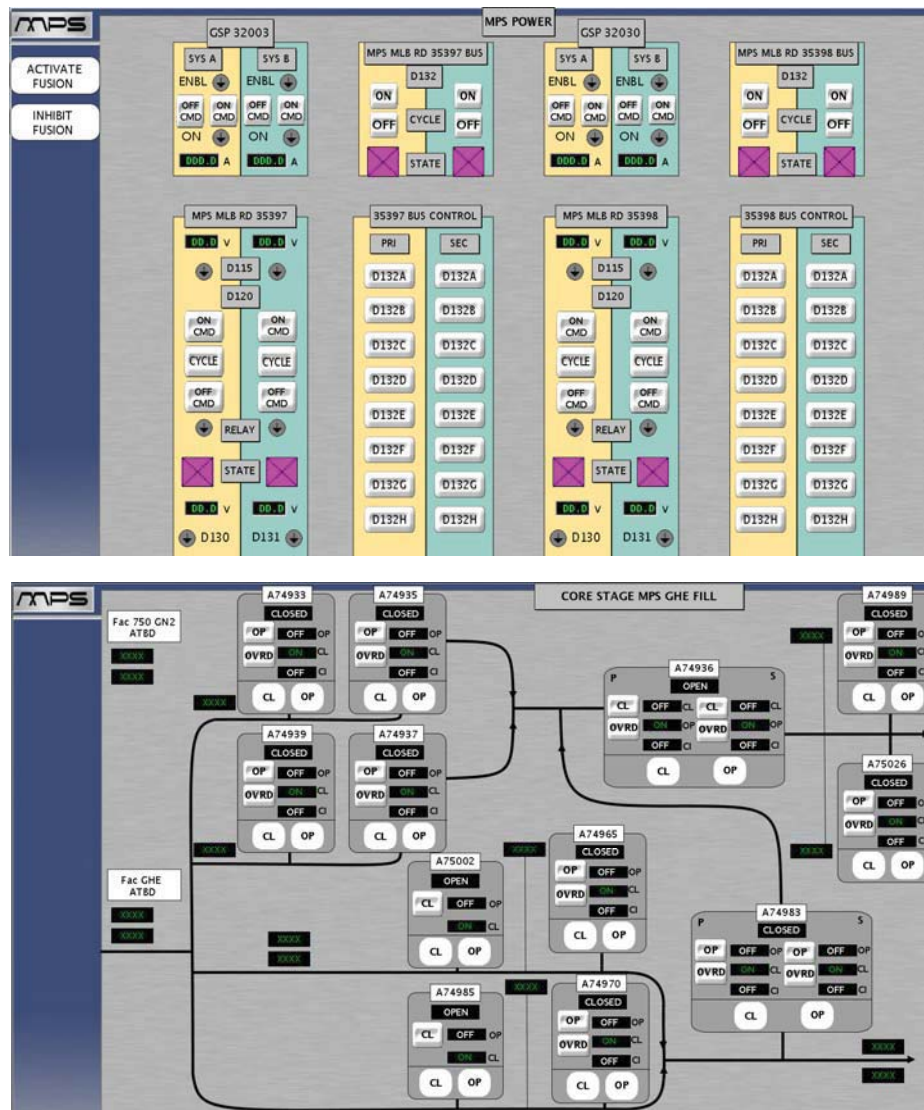 MPS
MPS POWER
ACTIVATE
FUSION
INHIBIT
FUSION
GSP 32003
SYS A SYS B
ENBL ENBL
OFF CMD ON CMD OFF CMD ON CMD
ON ON
DDD.D A DDD.D A
MPS MLB RD 35397 BUS
D132
ON ON
CYCLE
OFF OFF
STATE
GSP 32030
SYS A SYS B
ENBL ENBL
OFF CMD ON CMD OFF CMD ON CMD
ON ON
DDD.D A DDD.D A
MPS MLB RD 35398 BUS
D132
ON ON
CYCLE
OFF OFF
STATE
MPS MLB RD 35397
DD.D V DD.D V
D115
D120
ON CMD ON CMD
CYCLE CYCLE
OFF CMD OFF CMD
RELAY
STATE
DD.D V DD.D V
D130 D131
35397 BUS CONTROL
PRI SEC
D132A D132A
D132B D132B
D132C D132C
D132D D132D
D132E D132E
D132F D132F
D132G D132G
D132H D132H
MPS MLB RD 35398
DD.D V DD.D V
D115
D120
ON CMD ON CMD
CYCLE CYCLE
OFF CMD OFF CMD
RELAY
STATE
DD.D V DD.D V
D130 D131
35398 BUS CONTROL
PRI SEC
D132A D132A
D132B D132B
D132C D132C
D132D D132D
D132E D132E
D132F D132F
D132G D132G
D132H D132H
MPS
CORE STAGE MPS GHE FILL
Fac 750 GN2
ATBD
XXXX
XXXX
XXXX
A74933
CLOSED
OP OFF OP
OVRD ON CL
OFF CI
CL OP
A74935
CLOSED
OP OFF OP
OVRD ON CL
OFF CI
CL OP
A74939
CLOSED
OP OFF OP
OVRD ON CL
OFF CI
CL OP
A74937
CLOSED
OP OFF OP
OVRD ON CL
OFF CI
CL OP
XXXX
A74936
P S
OPEN
CL OFF CL CL OFF CL
OVRD ON OP OVRD ON OP
OFF CI OFF CI
CL OP
XXXX
A74989
CLOSED
OP OFF O
OVRD ON C
OFF CI
CL OP
A75026
CLOSED
OP OFF O
OVRD ON C
OFF CI
CL OP
XXXX
Fac GHE
ATBD
XXXX
XXXX
XXXX
XXXX
A75002
OPEN
CL OFF OP
ON CL
CL OP
XXXX
A74965
CLOSED
OP OFF OP
OVRD ON CL
OFF CI
CL OP
A74985
OPEN
CL OFF OP
ON CL
CL OP
XXXX
A74970
CLOSED
OP OFF OP
OVRD ON CL
OFF CI
CL OP
A74983
P S
CLOSED
OP OFF OP OP OFF OP
OVRD ON CL OVRD ON CL
OFF CI OFF CI
CL OP
XXXX
XXXX